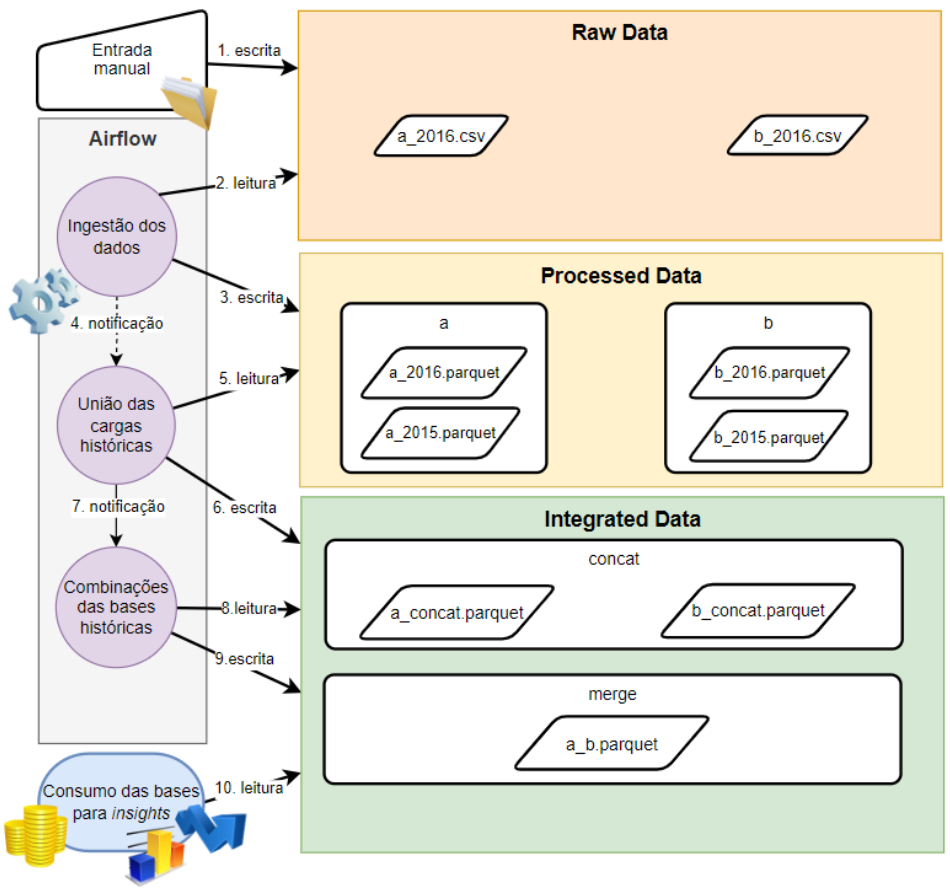 Entrada
manual
1. escrita
Raw Data
a_2016.csv
b_2016.csv
Airflow
2. leitura
Ingestão dos
dados
3. escrita
Processed Data
a
b
a_2016.parquet
b_2016.parquet
a_2015.parquet
b_2015.parquet
4. notificação
5. leitura
União das
cargas
históricas
6. escrita
7. notificação
Integrated Data
concat
a_concat.parquet
b_concat.parquet
Combinações
das bases
históricas
8.leitura
9.escrita
merge
a_b.parquet
Consumo das bases
para insights
10. leitura